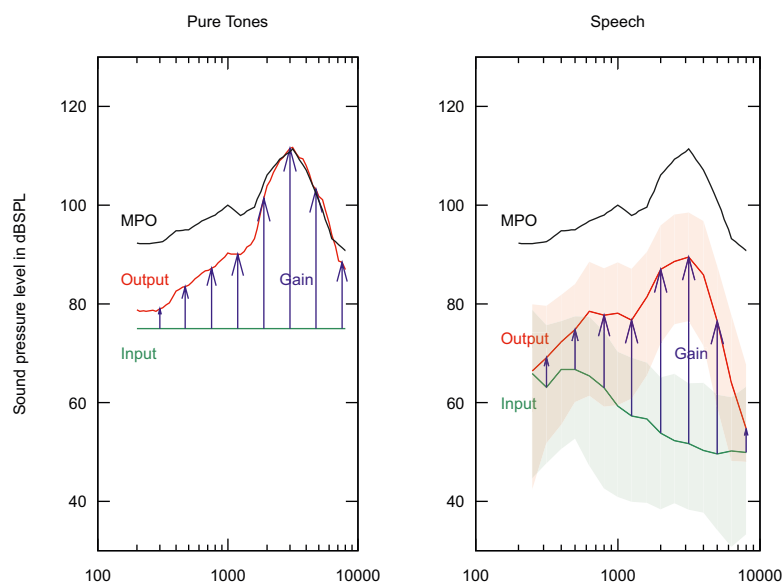 Pure Tones
Speech
Sound pressure level in dBSPL
120
100
80
60
40
MPO
Output
Gain
Input
100
1000
10000
120
100
80
60
40
MPO
Output
Gain
Input
100
1000
10000